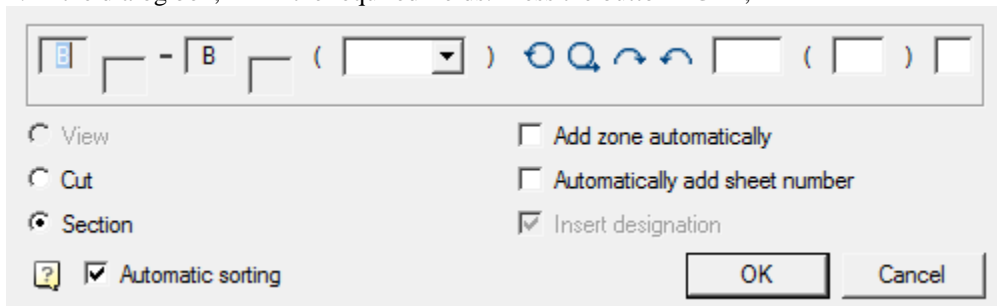 B - B ( ) ( )
View
Add zone automatically
Cut
Automatically add sheet number
Section
Insert designation
? Automatic sorting
OK Cancel